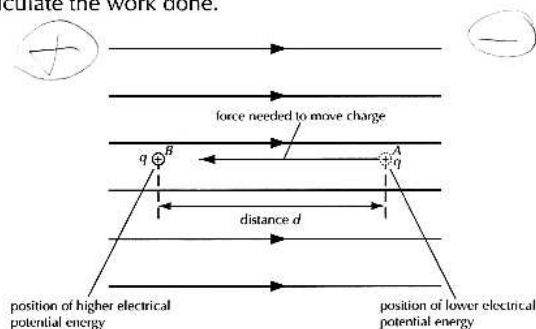 culate the work done.
+
−
force needed to move charge
q + B
A
+
q
distance d
position of higher electrical
potential energy
position of lower electrical
potential energy